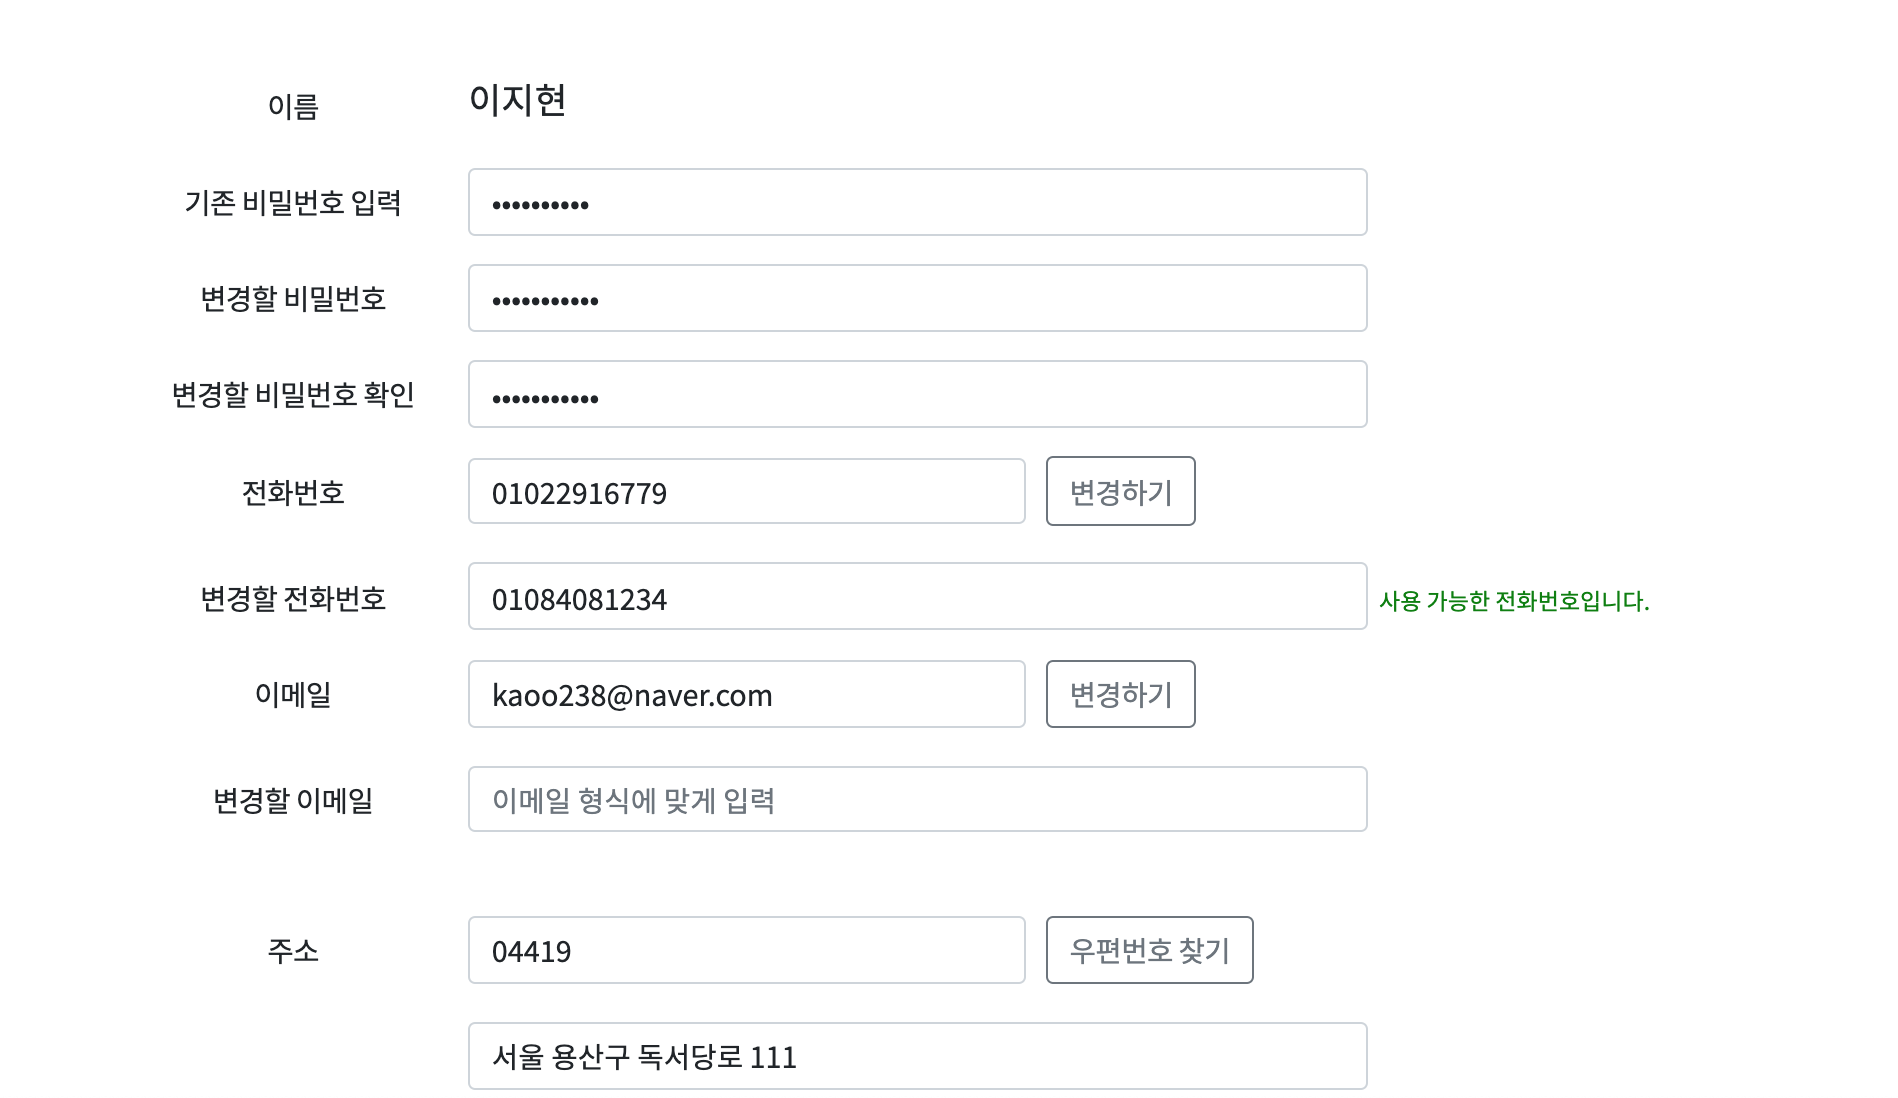 이름 이지현
기존 비밀번호 입력 ••••••••••
변경할 비밀번호 •••••••••••
변경할 비밀번호 확인 •••••••••••
전화번호 01022916779 변경하기
변경할 전화번호 01084081234 사용 가능한 전화번호입니다.
이메일 kaoo238@naver.com 변경하기
변경할 이메일 이메일 형식에 맞게 입력
주소 04419 우편번호 찾기
서울 용산구 독서당로 111